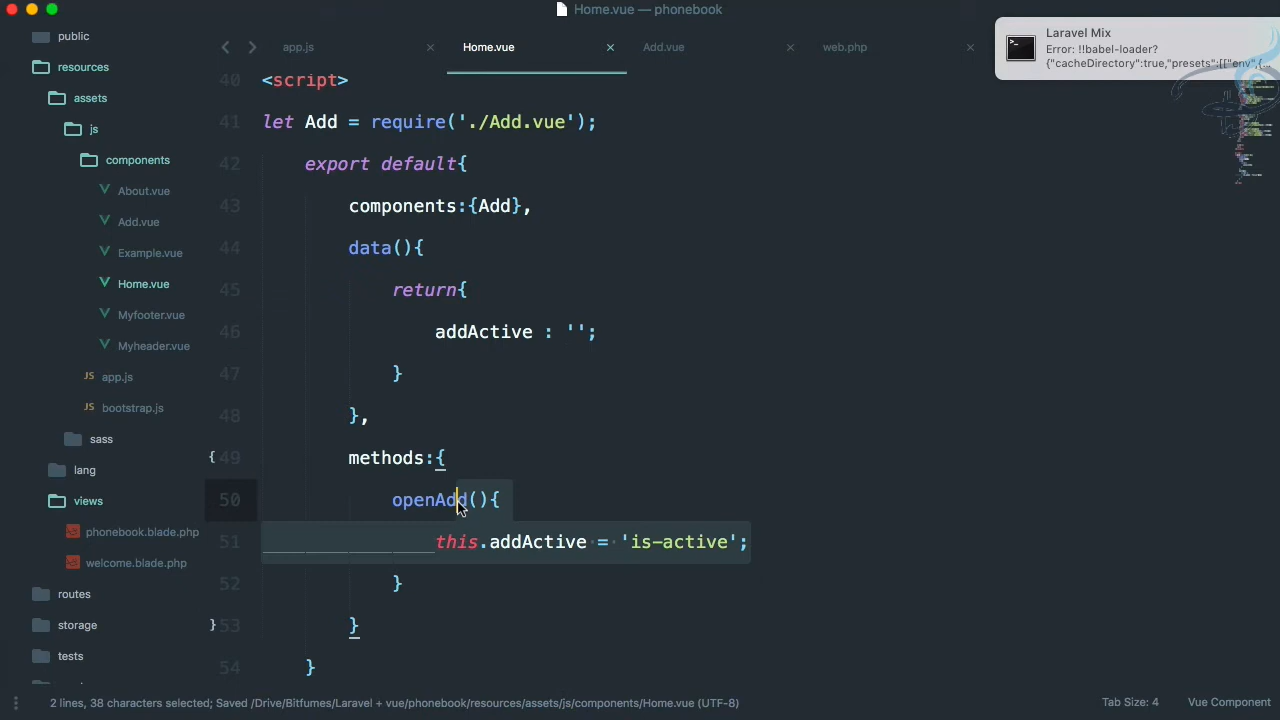 Home.vue — phonebook
Laravel Mix
Error: !!babel-loader?
{"cacheDirectory":true,"presets":[["env",{...
public
resources
assets
js
components
About.vue
Add.vue
Example.vue
Home.vue
Myfooter.vue
Myheader.vue
JS app.js
JS bootstrap.js
sass
lang
views
phonebook.blade.php
welcome.blade.php
routes
storage
tests
app.js
Home.vue
Add.vue
web.php
40 <script>
41 let Add = require('./Add.vue');
42 export default{
43 components:{Add},
44 data(){
45 return{
46 addActive : '';
47 }
48 },
{ 49 methods:{
50 openAdd(){
51 this.addActive = 'is-active';
52 }
} 53 }
54 }
2 lines, 38 characters selected; Saved /Drive/Bitfumes/Laravel + vue/phonebook/resources/assets/js/components/Home.vue (UTF-8)
Tab Size: 4
Vue Component